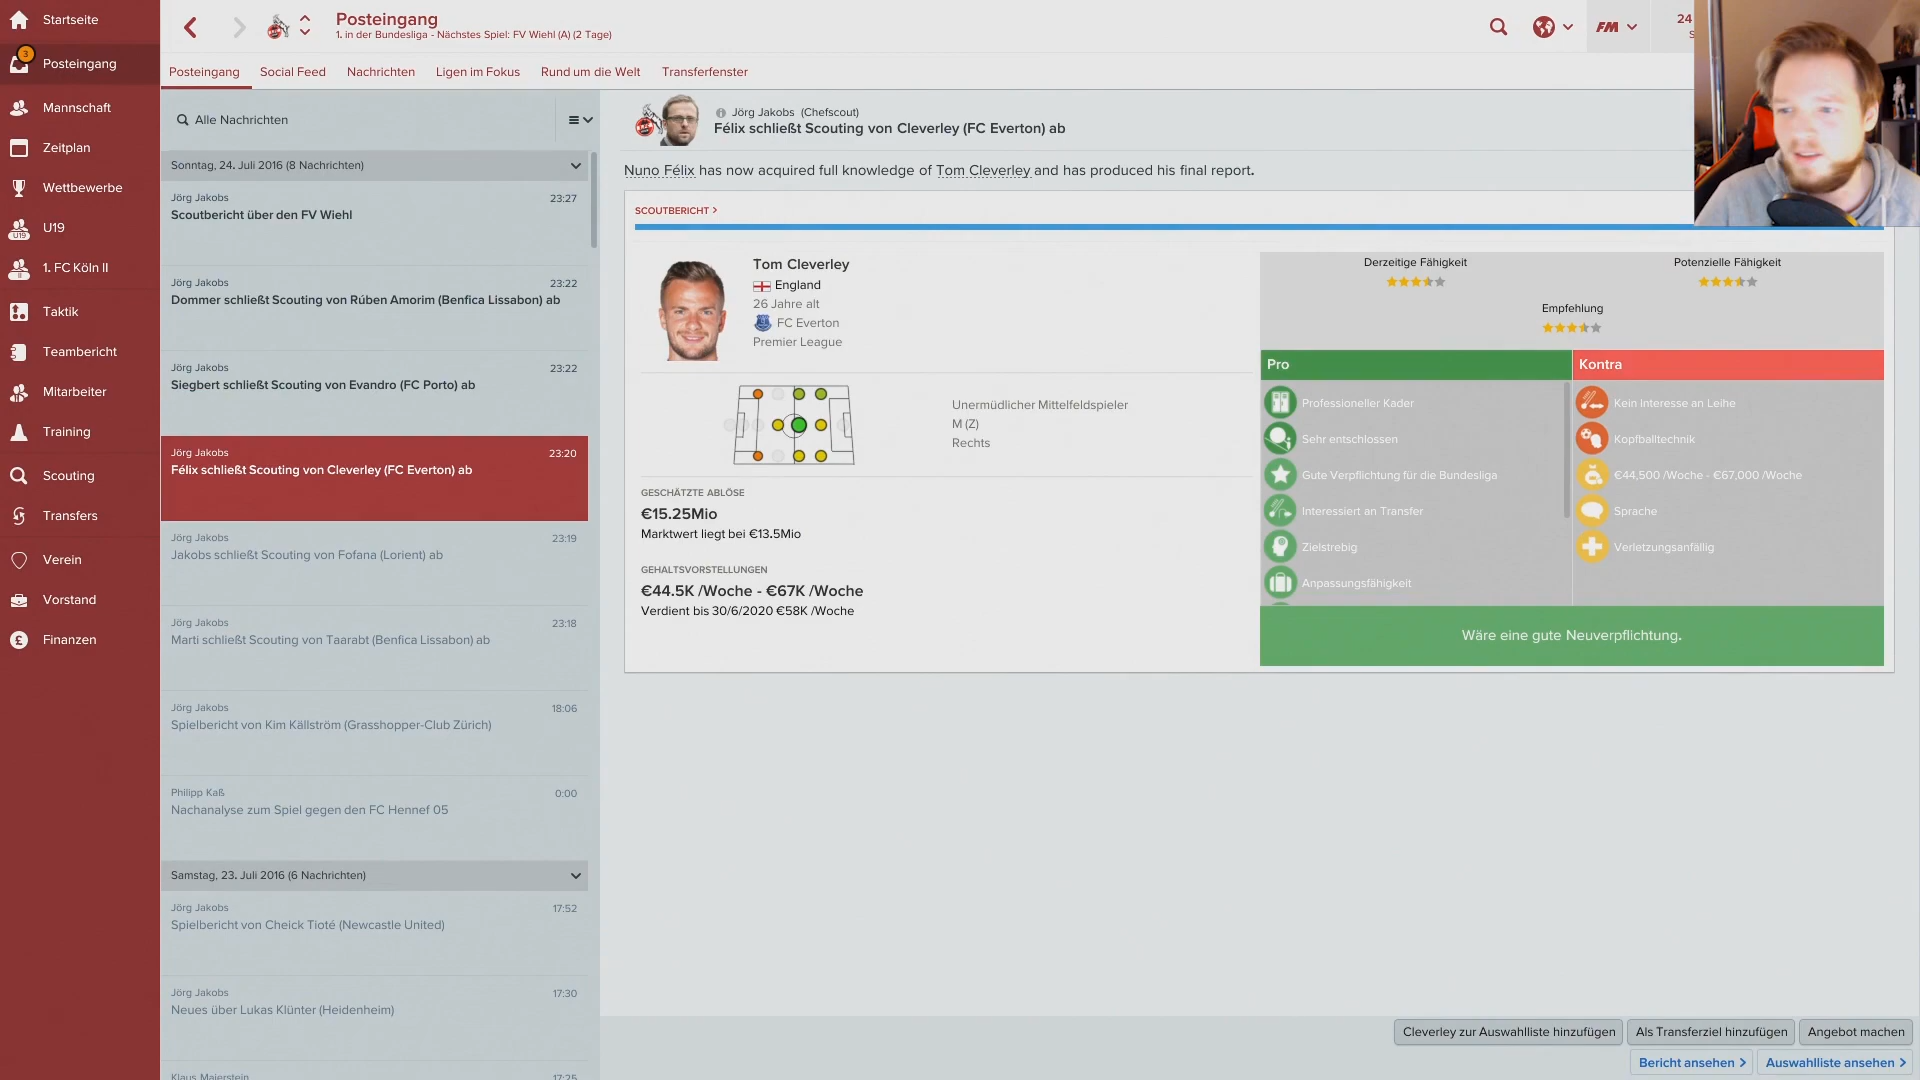 Startseite
3
Posteingang
Mannschaft
Zeitplan
Wettbewerbe
U19
1. FC Köln II
Taktik
Teambericht
Mitarbeiter
Training
Scouting
Transfers
Verein
Vorstand
Finanzen
Posteingang
1. in der Bundesliga - Nächstes Spiel: FV Wiehl (A) (2 Tage)
FM
24
S
Posteingang
Social Feed
Nachrichten
Ligen im Fokus
Rund um die Welt
Transferfenster
Alle Nachrichten
Sonntag, 24. Juli 2016 (8 Nachrichten)
Jörg Jakobs 23:27
Scoutbericht über den FV Wiehl
Jörg Jakobs 23:22
Dommer schließt Scouting von Rúben Amorim (Benfica Lissabon) ab
Jörg Jakobs 23:22
Siegbert schließt Scouting von Evandro (FC Porto) ab
Jörg Jakobs 23:20
Félix schließt Scouting von Cleverley (FC Everton) ab
Jörg Jakobs 23:19
Jakobs schließt Scouting von Fofana (Lorient) ab
Jörg Jakobs 23:18
Marti schließt Scouting von Taarabt (Benfica Lissabon) ab
Jörg Jakobs 18:06
Spielbericht von Kim Källström (Grasshopper-Club Zürich)
Philipp Kaß 0:00
Nachanalyse zum Spiel gegen den FC Hennef 05
Samstag, 23. Juli 2016 (6 Nachrichten)
Jörg Jakobs 17:52
Spielbericht von Cheick Tioté (Newcastle United)
Jörg Jakobs 17:30
Neues über Lukas Klünter (Heidenheim)
Klaus Maierstein 17:25
Jörg Jakobs (Chefscout)
Félix schließt Scouting von Cleverley (FC Everton) ab
Nuno Félix has now acquired full knowledge of Tom Cleverley and has produced his final report.
SCOUTBERICHT >
Tom Cleverley
England
26 Jahre alt
FC Everton
Premier League
Unermüdlicher Mittelfeldspieler
M (Z)
Rechts
GESCHÄTZTE ABLÖSE
€15.25Mio
Marktwert liegt bei €13.5Mio
GEHALTSVORSTELLUNGEN
€44.5K /Woche - €67K /Woche
Verdient bis 30/6/2020 €58K /Woche
Derzeitige Fähigkeit
Potenzielle Fähigkeit
Empfehlung
Pro
Professioneller Kader
Sehr entschlossen
Gute Verpflichtung für die Bundesliga
Interessiert an Transfer
Zielstrebig
Anpassungsfähigkeit
Kontra
Kein Interesse an Leihe
Kopfballtechnik
€44,500 /Woche - €67,000 /Woche
Sprache
Verletzungsanfällig
Wäre eine gute Neuverpflichtung.
Cleverley zur Auswahlliste hinzufügen
Als Transferziel hinzufügen
Angebot machen
Bericht ansehen >
Auswahlliste ansehen >